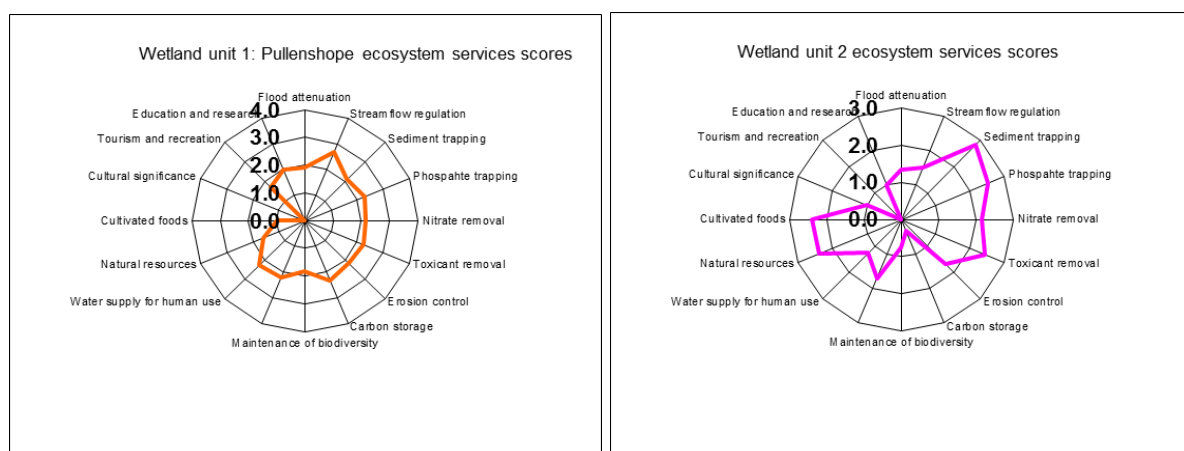 Wetland unit 1: Pullenshope ecosystem services scores
Flood attenuation
Streamflow regulation
Sediment trapping
Phospahte trapping
Nitrate removal
Toxicant removal
Erosion control
Carbon storage
Maintenance of biodiversity
Water supply for human use
Natural resources
Cultivated foods
Cultural significance
Tourism and recreation
Education and research
4.0
3.0
2.0
1.0
0.0
Wetland unit 2 ecosystem services scores
Flood attenuation
Streamflow regulation
Sediment trapping
Phospahte trapping
Nitrate removal
Toxicant removal
Erosion control
Carbon storage
Maintenance of biodiversity
Water supply for human use
Natural resources
Cultivated foods
Cultural significance
Tourism and recreation
Education and research
3.0
2.0
1.0
0.0